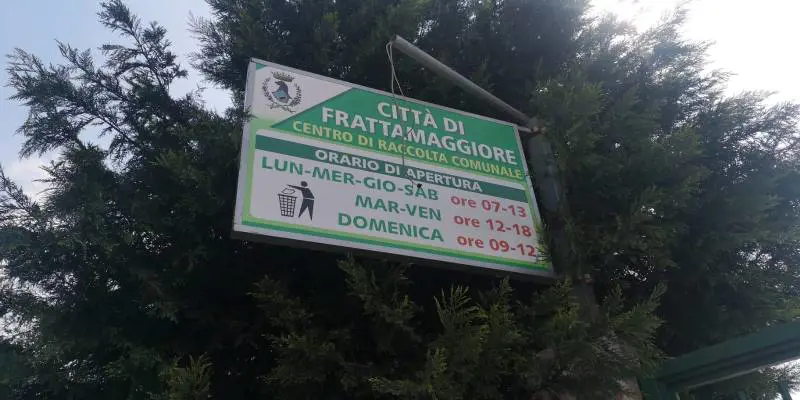 CITTÀ DI
FRATTAMAGGIORE
CENTRO DI RACCOLTA COMUNALE
ORARIO DI APERTURA
LUN-MER-GIO-SAB ore 07-13
MAR-VEN ore 12-18
DOMENICA ore 09-12